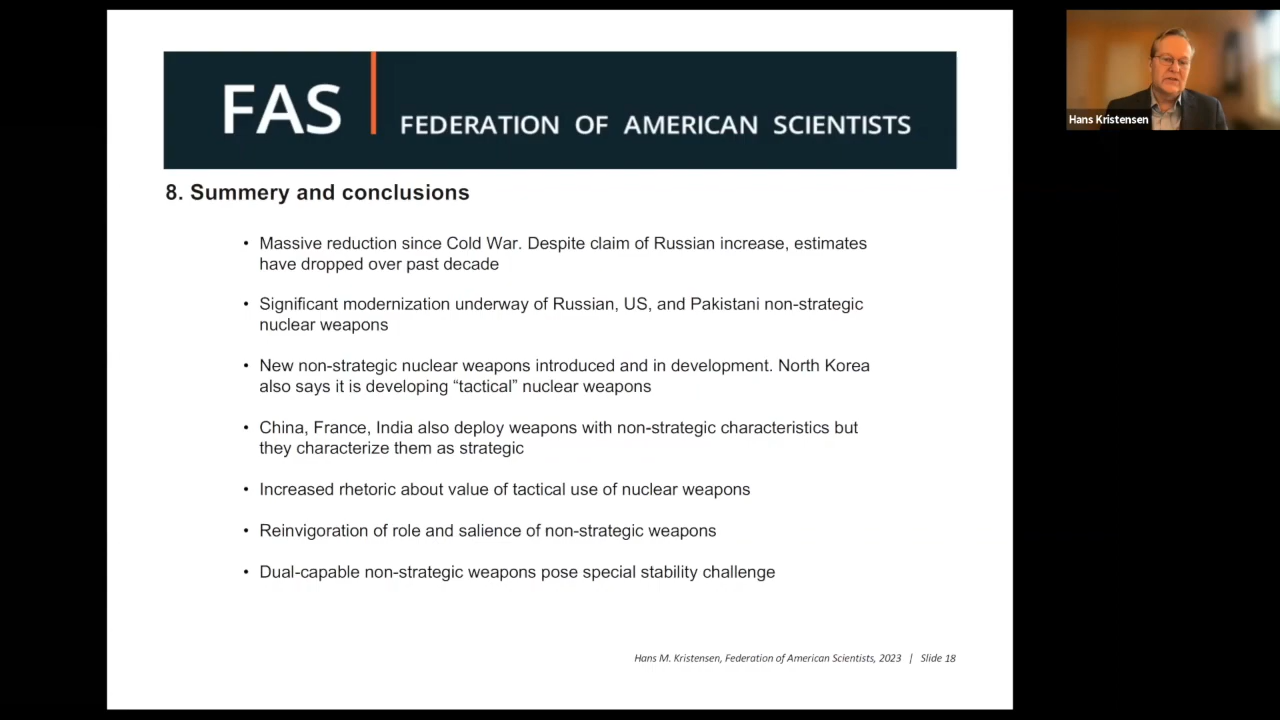 FAS
FEDERATION OF AMERICAN SCIENTISTS
Hans Kristensen
8. Summery and conclusions
• Massive reduction since Cold War. Despite claim of Russian increase, estimates
have dropped over past decade
• Significant modernization underway of Russian, US, and Pakistani non-strategic
nuclear weapons
• New non-strategic nuclear weapons introduced and in development. North Korea
also says it is developing “tactical” nuclear weapons
• China, France, India also deploy weapons with non-strategic characteristics but
they characterize them as strategic
• Increased rhetoric about value of tactical use of nuclear weapons
• Reinvigoration of role and salience of non-strategic weapons
• Dual-capable non-strategic weapons pose special stability challenge
Hans M. Kristensen, Federation of American Scientists, 2023 | Slide 18